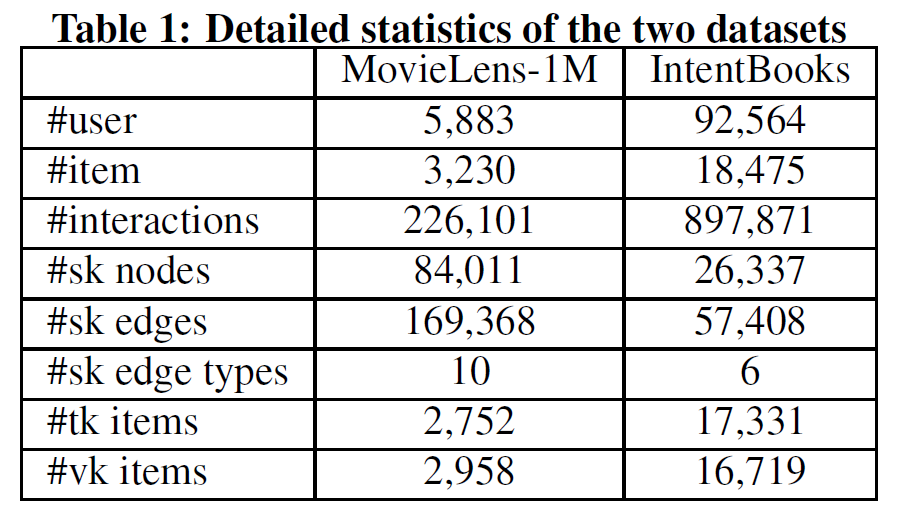 Table 1: Detailed statistics of the two datasets
MovieLens-1M IntentBooks
#user 5,883 92,564
#item 3,230 18,475
#interactions 226,101 897,871
#sk nodes 84,011 26,337
#sk edges 169,368 57,408
#sk edge types 10 6
#tk items 2,752 17,331
#vk items 2,958 16,719